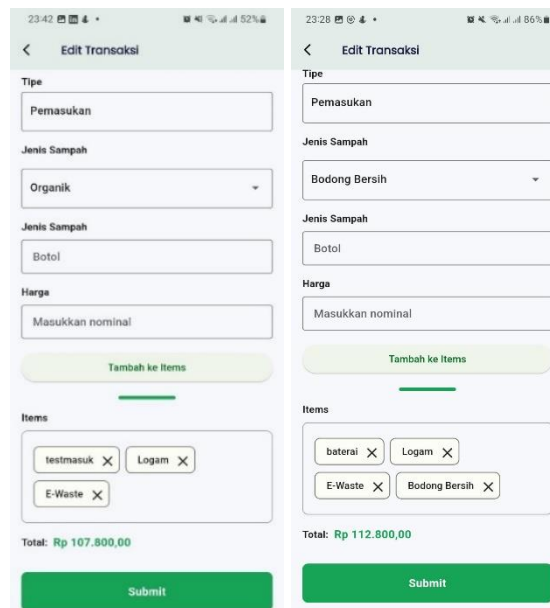 23:42
52%
Edit Transaksi
Tipe
Pemasukan
Jenis Sampah
Organik
Jenis Sampah
Botol
Harga
Masukkan nominal
Tambah ke Items
Items
testmasuk
Logam
E-Waste
Total: Rp 107.800,00
Submit
23:28
86%
Edit Transaksi
Tipe
Pemasukan
Jenis Sampah
Bodong Bersih
Jenis Sampah
Botol
Harga
Masukkan nominal
Tambah ke Items
Items
baterai
Logam
E-Waste
Bodong Bersih
Total: Rp 112.800,00
Submit